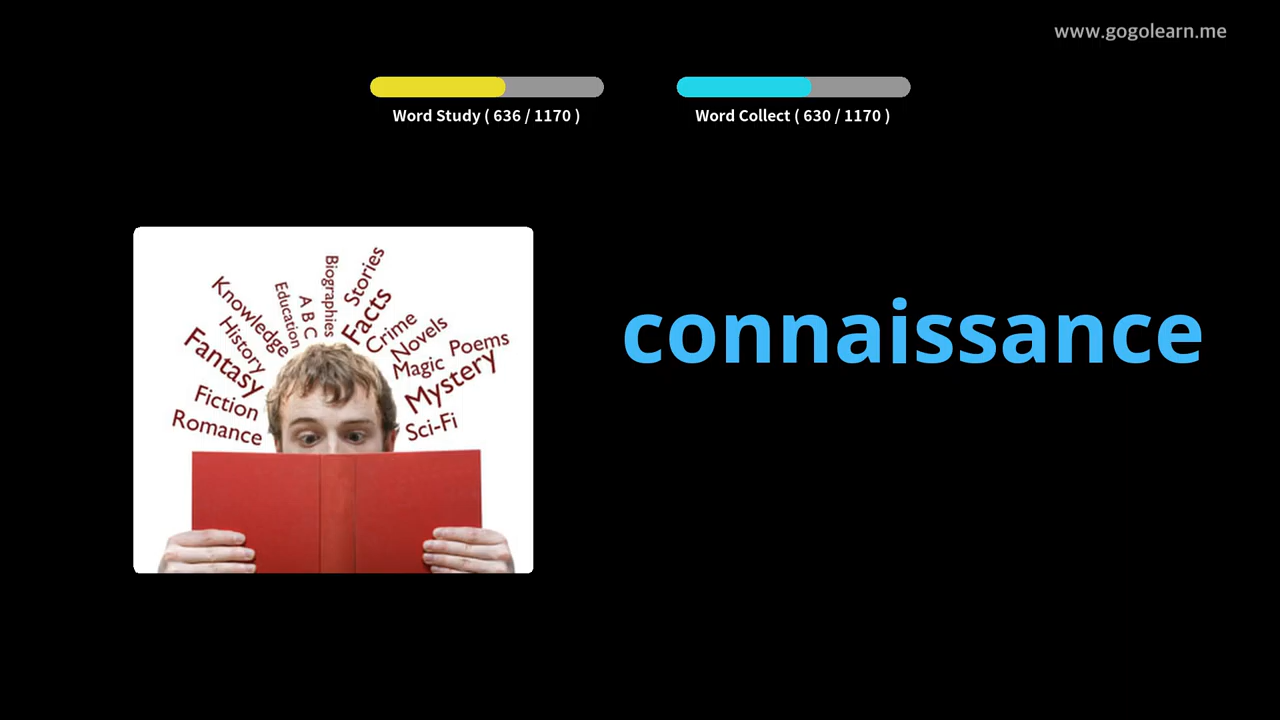 www.gogolearn.me
Word Study ( 636 / 1170 )
Word Collect ( 630 / 1170 )
Biographies
Stories
Education
A B C
Facts
Knowledge
Crime
History
Novels
Fantasy
Poems
Magic
Mystery
Fiction
Romance
Sci-Fi
connaissance